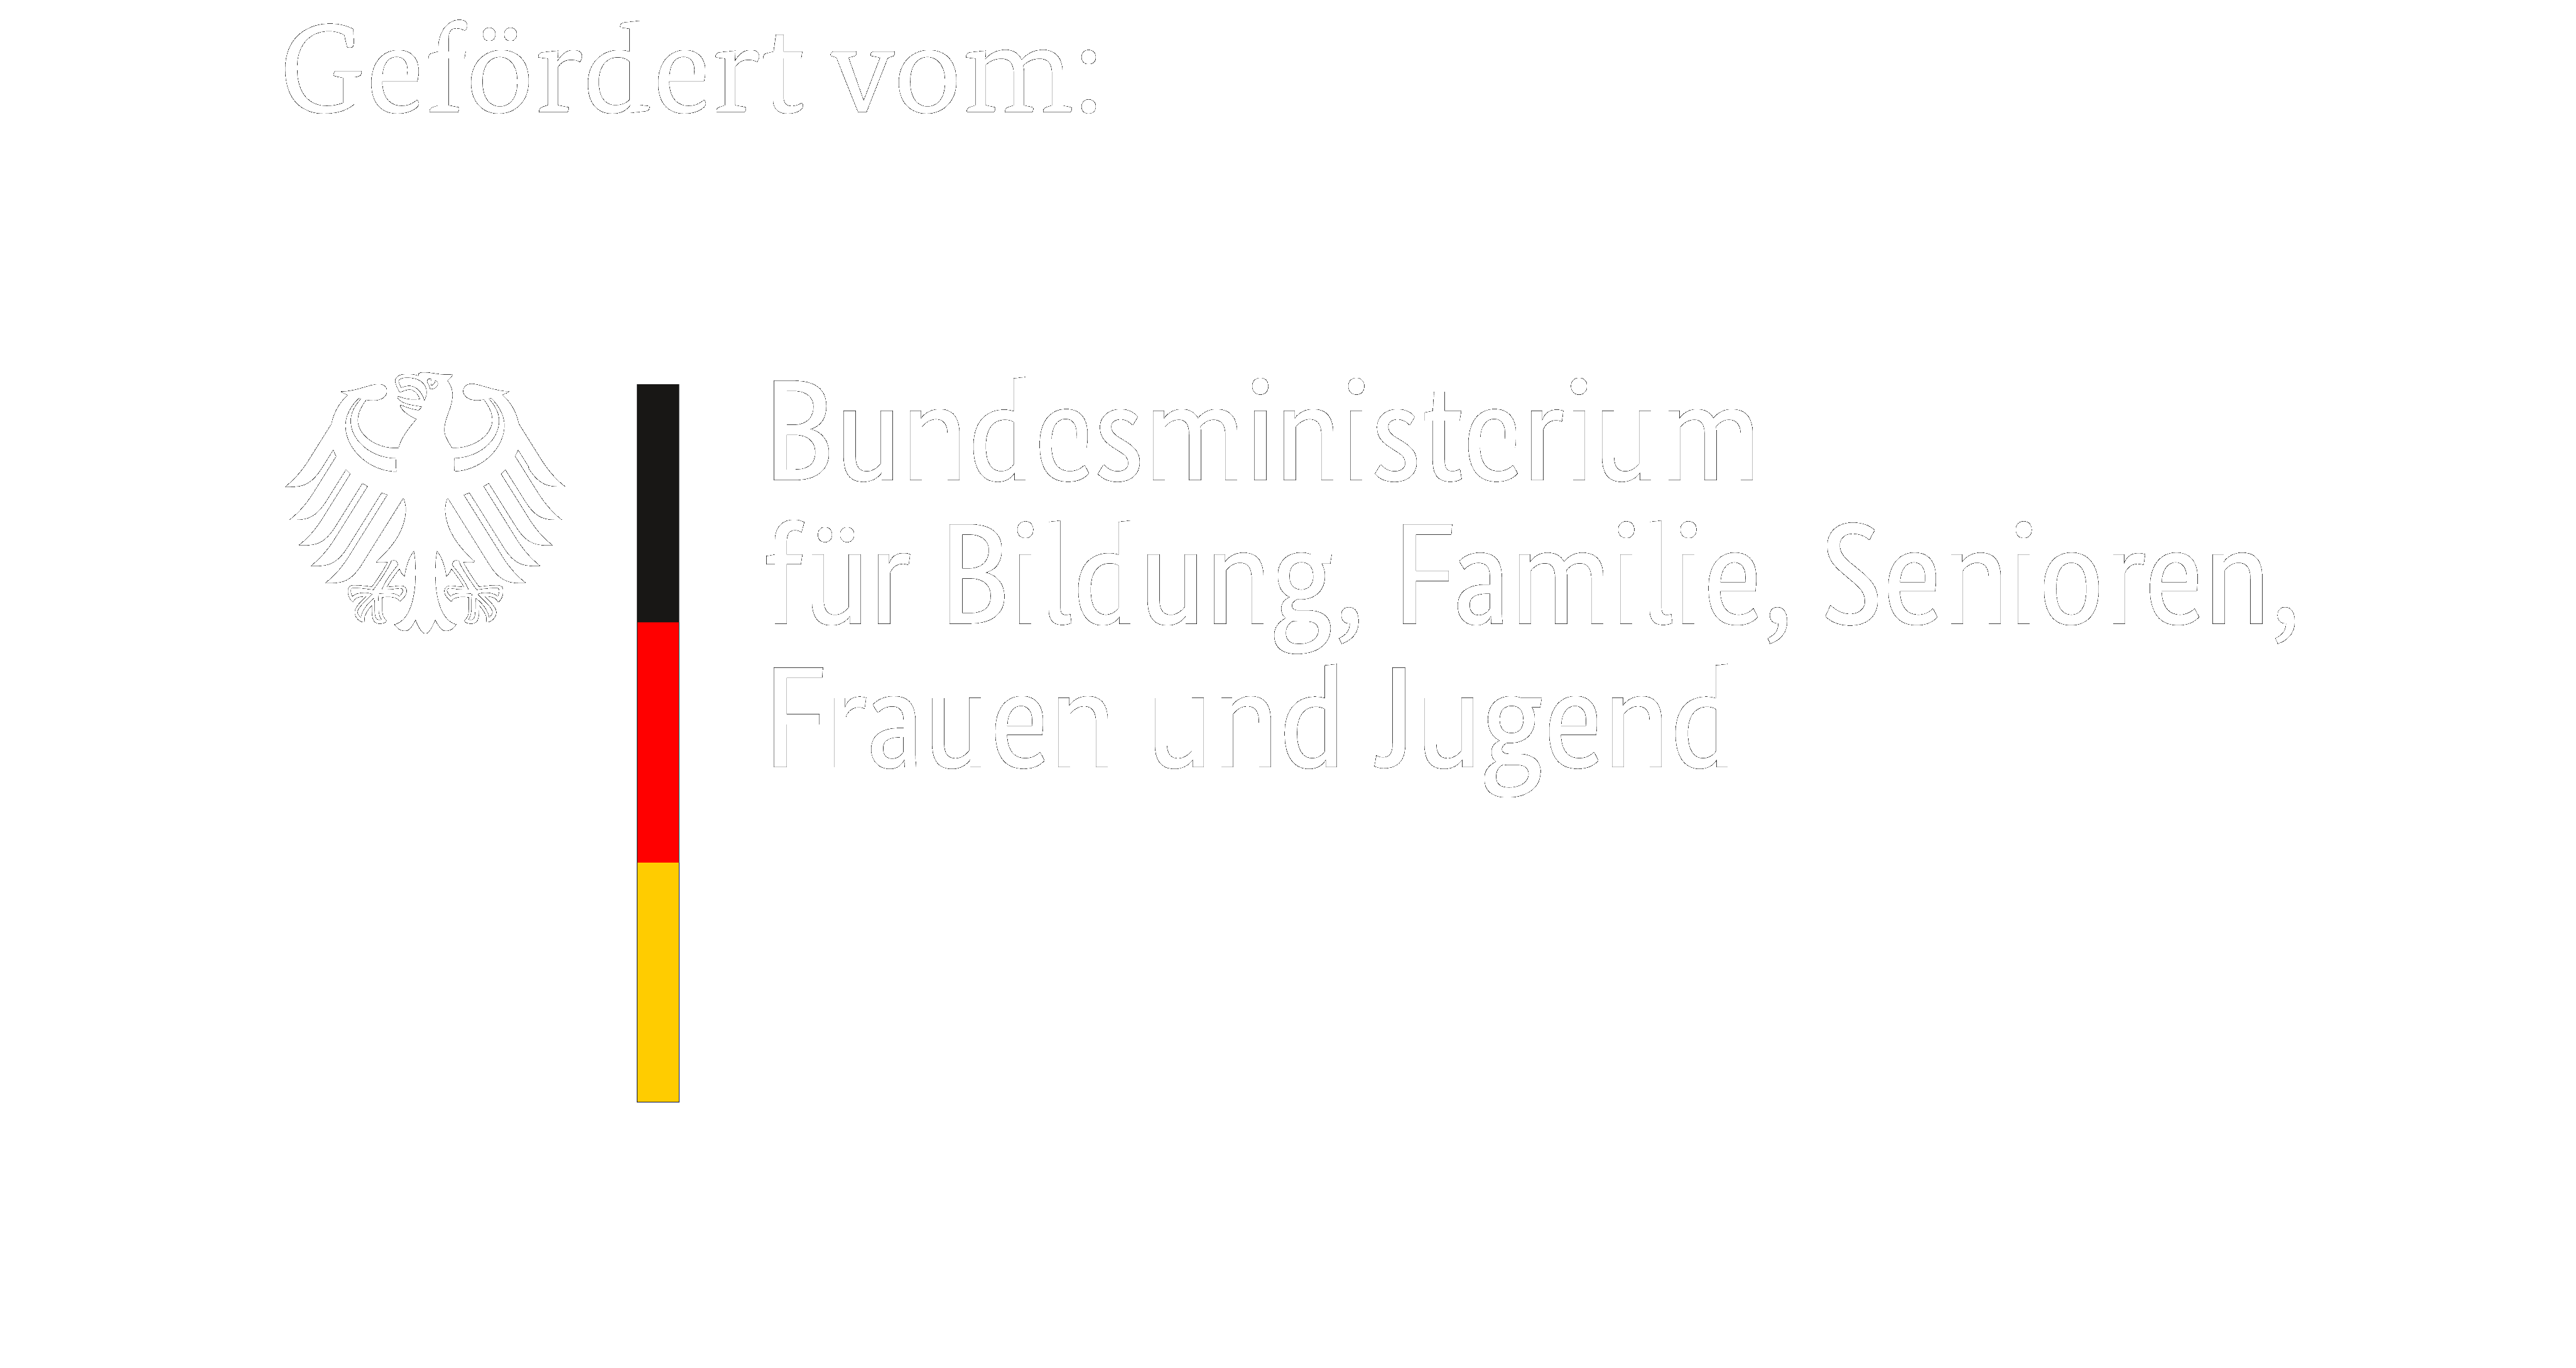 Gefördert vom:
Bundesministerium
für Bildung, Familie, Senioren,
Frauen und Jugend